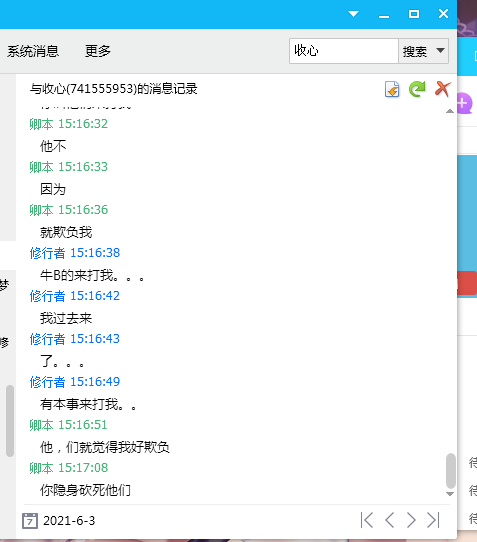 系统消息 更多 收心 搜索
与收心(741555953)的消息记录
卿本 15:16:32
他不
卿本 15:16:33
因为
卿本 15:16:36
就欺负我
修行者 15:16:38
牛B的来打我。。。
修行者 15:16:42
我过去来
修行者 15:16:43
了。。。
修行者 15:16:49
有本事来打我。。
卿本 15:16:51
他，们就觉得我好欺负
卿本 15:17:08
你隐身砍死他们
7 2021-6-3
梦
待
待
待